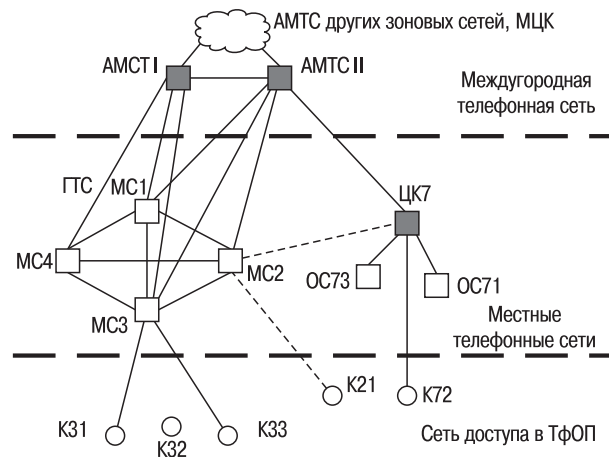 АМТС других зоновых сетей, МЦК
АМСТ I
АМТС II
Междугородная
телефонная сеть
ГТС
МС1
ЦК7
МС4
МС2
ОС73
ОС71
МС3
Местные
телефонные сети
К21
К72
К31
К32
К33
Сеть доступа в ТфОП